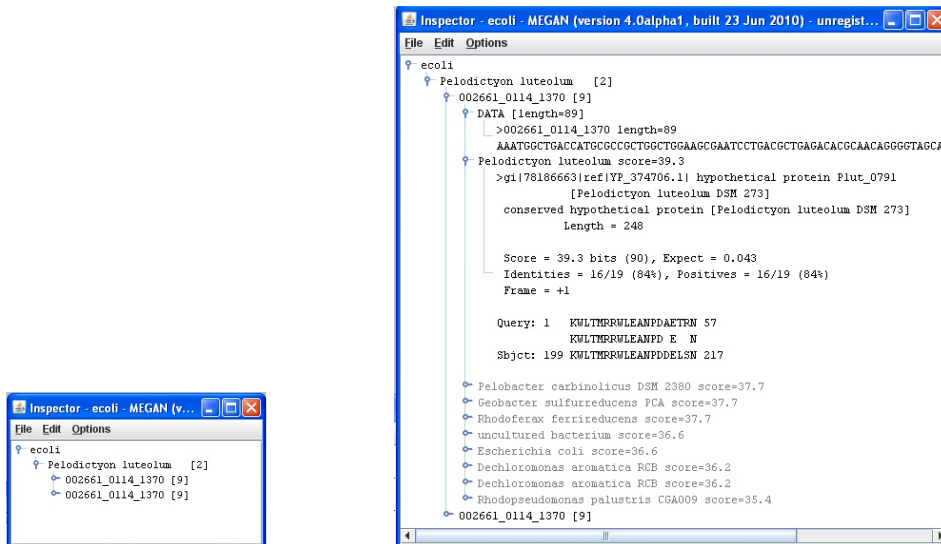 Inspector - ecoli - MEGAN (v...
File Edit Options
ecoli
Pelodictyon luteolum [2]
002661_0114_1370 [9]
002661_0114_1370 [9]
Inspector - ecoli - MEGAN (version 4.0alpha1, built 23 Jun 2010) - unregist...
File Edit Options
ecoli
Pelodictyon luteolum [2]
002661_0114_1370 [9]
DATA [length=89]
>002661_0114_1370 length=89
AAATGGCTGACCATGCGCCGCTGGCTGGAAGCGAATCCTGACGCTGAGACACGCAACAGGGGTAGCA
Pelodictyon luteolum score=39.3
>gi|78186663|ref|YP_374706.1| hypothetical protein Plut_0791
[Pelodictyon luteolum DSM 273]
conserved hypothetical protein [Pelodictyon luteolum DSM 273]
Length = 248
Score = 39.3 bits (90), Expect = 0.043
Identities = 16/19 (84%), Positives = 16/19 (84%)
Frame = +1
Query: 1 KWLTMRRWLEANPDAETRN 57
KWLTMRRWLEANPD E N
Sbjct: 199 KWLTMRRWLEANPDDELSN 217
Pelobacter carbinolicus DSM 2380 score=37.7
Geobacter sulfurreducens PCA score=37.7
Rhodoferax ferrireducens score=37.7
uncultured bacterium score=36.6
Escherichia coli score=36.6
Dechloromonas aromatica RCB score=36.2
Dechloromonas aromatica RCB score=36.2
Rhodopseudomonas palustris CGA009 score=35.4
002661_0114_1370 [9]